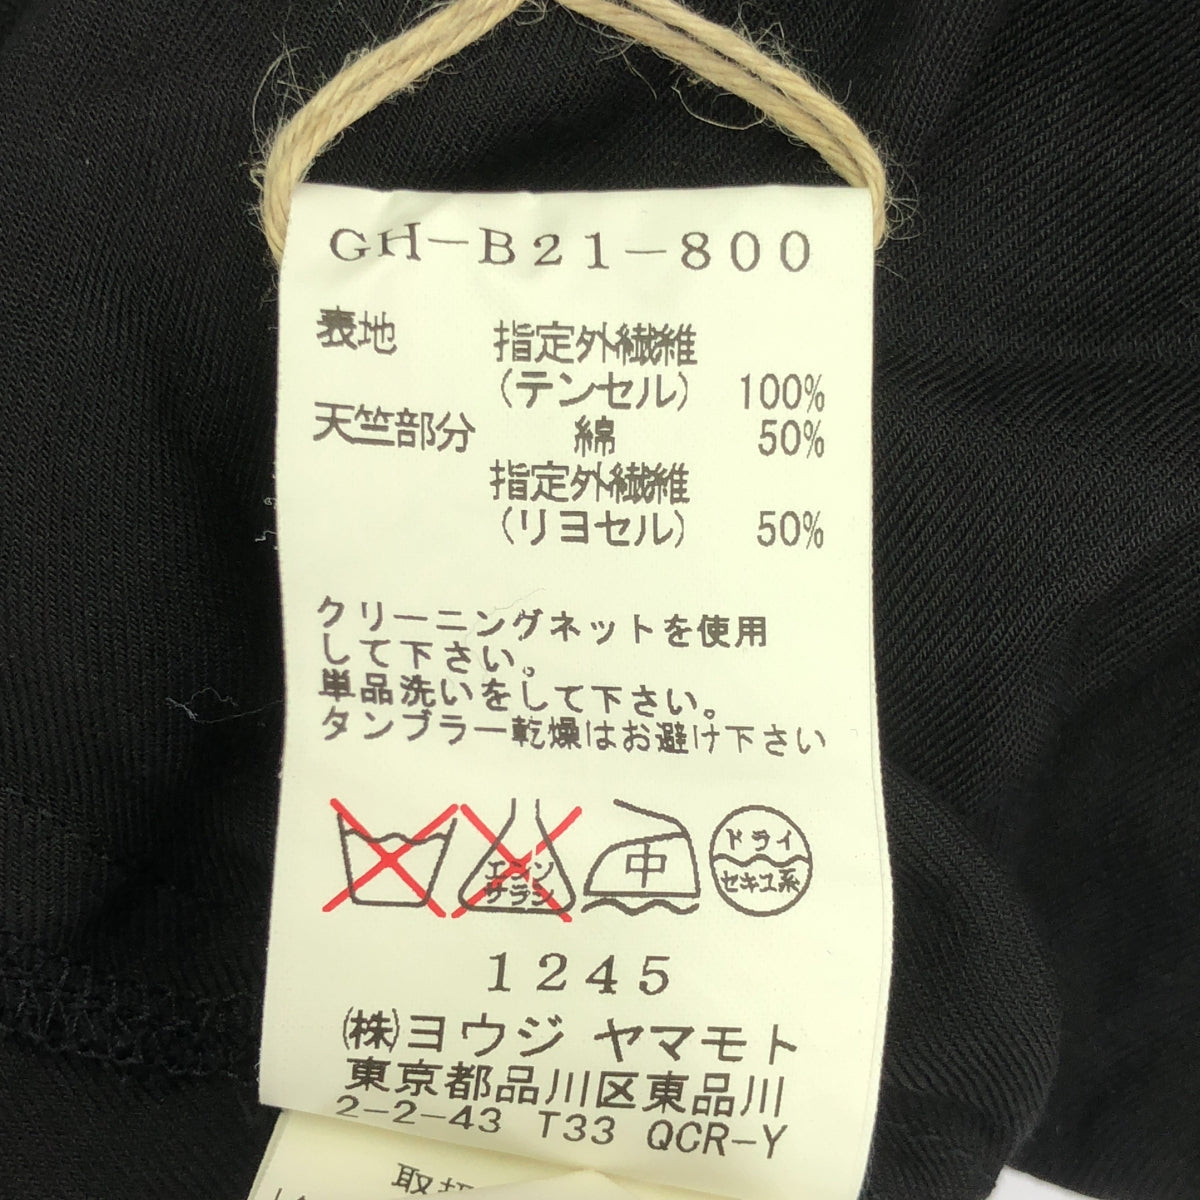 GH-B21-800
表地 指定外繊維
(テンセル) 100%
天竺部分 綿 50%
指定外繊維
(リヨセル) 50%
クリーニングネットを使用
して下さい。
単品洗いをして下さい。
タンブラー乾燥はお避け下さい
エンソ
サラシ
中
ドライ
セキユ系
1245
(株)ヨウジ ヤマモト
東京都品川区東品川
2-2-43 T33 QCR-Y
取扱